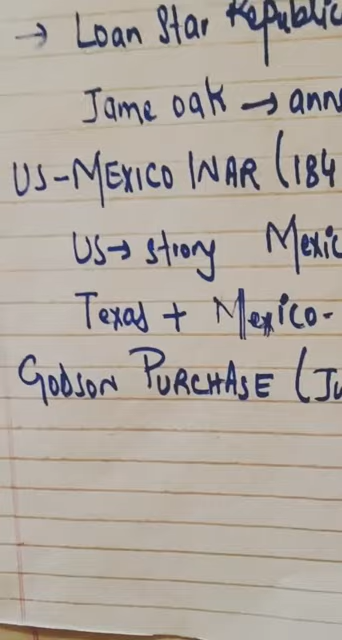 → Loan Star Republic
Jame oak → ann
US-MEXICO WAR (184
US → strong Mexic
Texas + Mexico-
GODSON PURCHASE (Ju